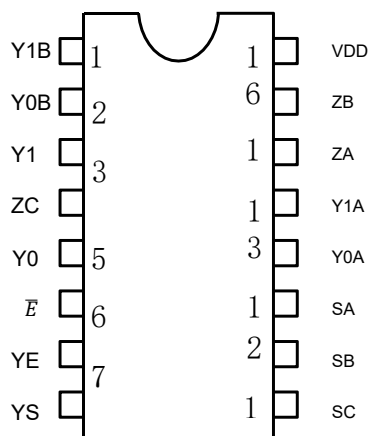 Y1B 1 1 VDD
Y0B 2 6 ZB
Y1 3 1 ZA
ZC 1 Y1A
Y0 5 3 Y0A
E̅ 6 1 SA
YE 7 2 SB
YS 1 SC